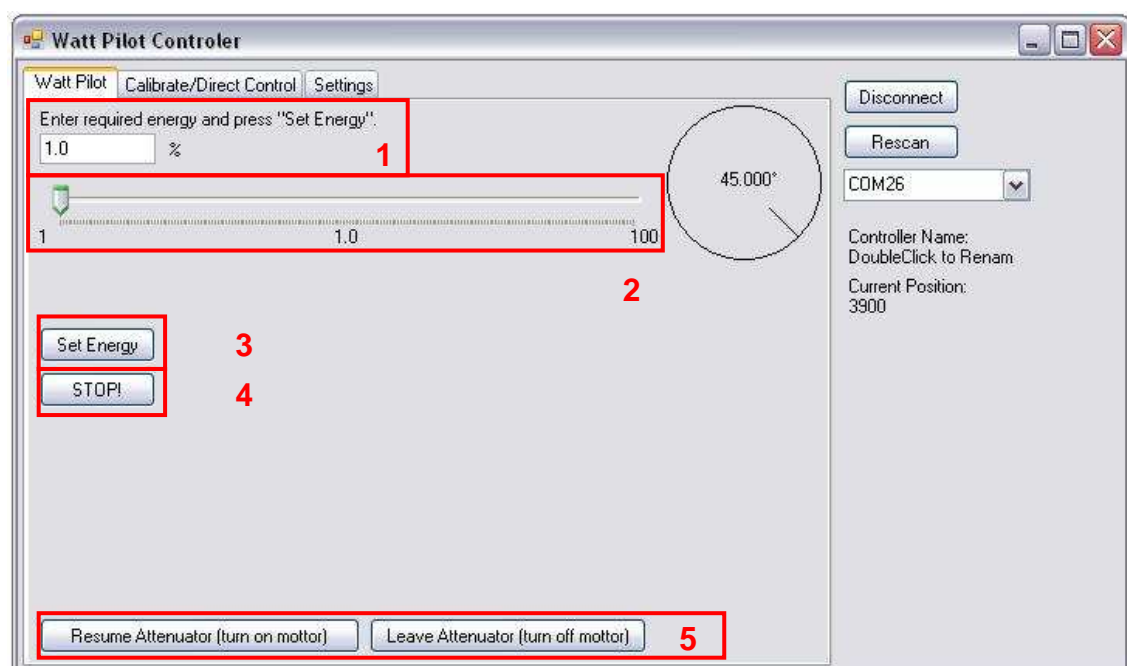 Watt Pilot Controler
Watt Pilot Calibrate/Direct Control Settings
Enter required energy and press "Set Energy":
1.0 %
1
1 1.0 100
2
45.000°
Set Energy
3
STOP!
4
Resume Attenuator (turn on mottor) Leave Attenuator (turn off mottor)
5
Disconnect
Rescan
COM26
Controller Name:
DoubleClick to Renam
Current Position:
3900